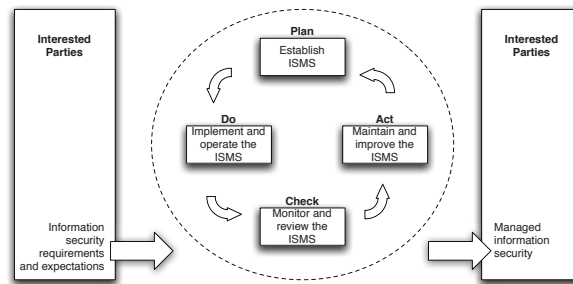 Interested
Parties
Information
security
requirements
and expectations
Plan
Establish
ISMS
Do
Implement and
operate the
ISMS
Act
Maintain and
improve the
ISMS
Check
Monitor and
review the
ISMS
Interested
Parties
Managed
information
security